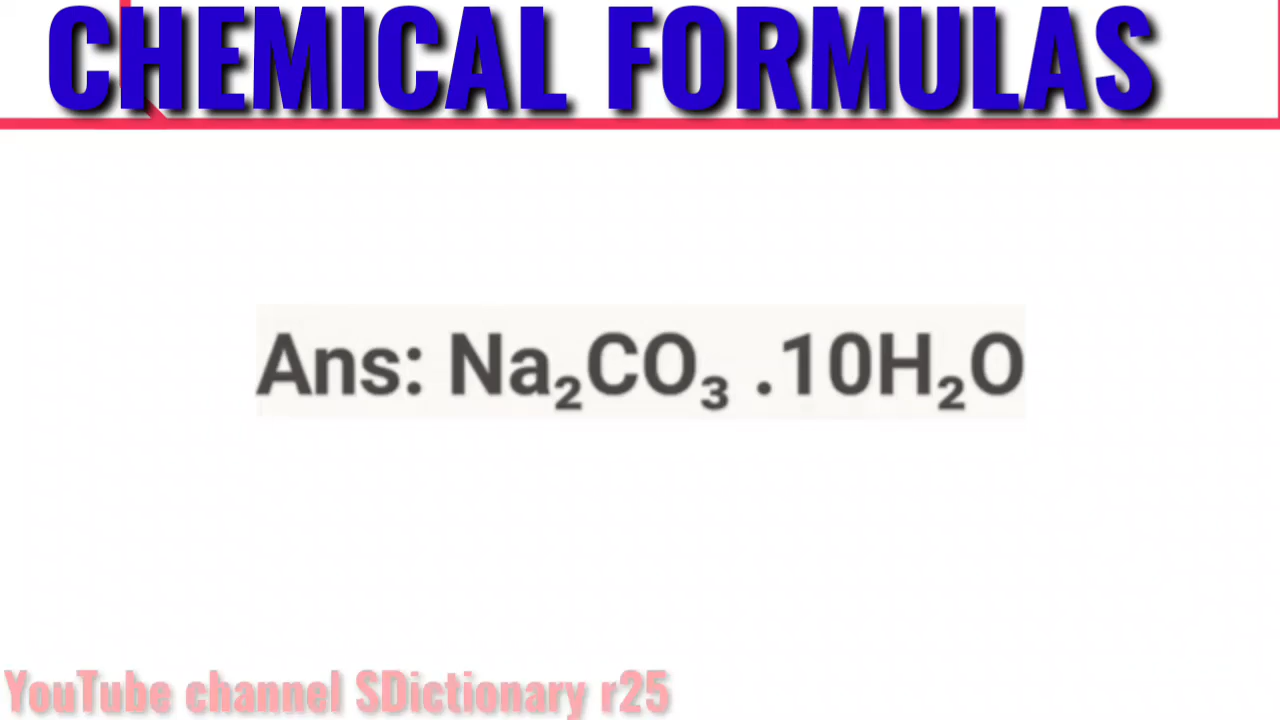 CHEMICAL FORMULAS
Ans: Na₂CO₃ .10H₂O
YouTube channel SDictionary r25